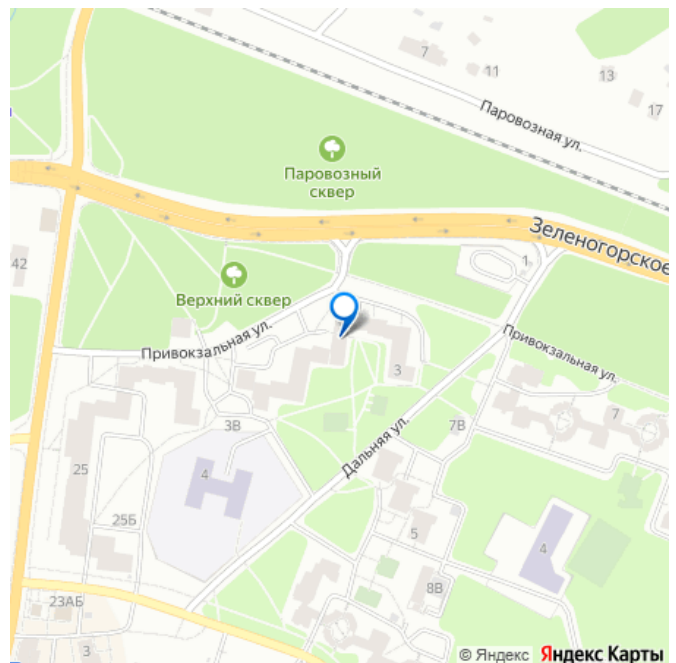 7
11
13
17
Паровозная ул.
Паровозный
сквер
Зеленогорское
42
1
Верхний сквер
Привокзальная ул.
Привокзальная ул.
3
3В
7В
7
Дальняя ул.
25
4
25Б
5
4
8В
23АБ
3
© Яндекс Яндекс Карты